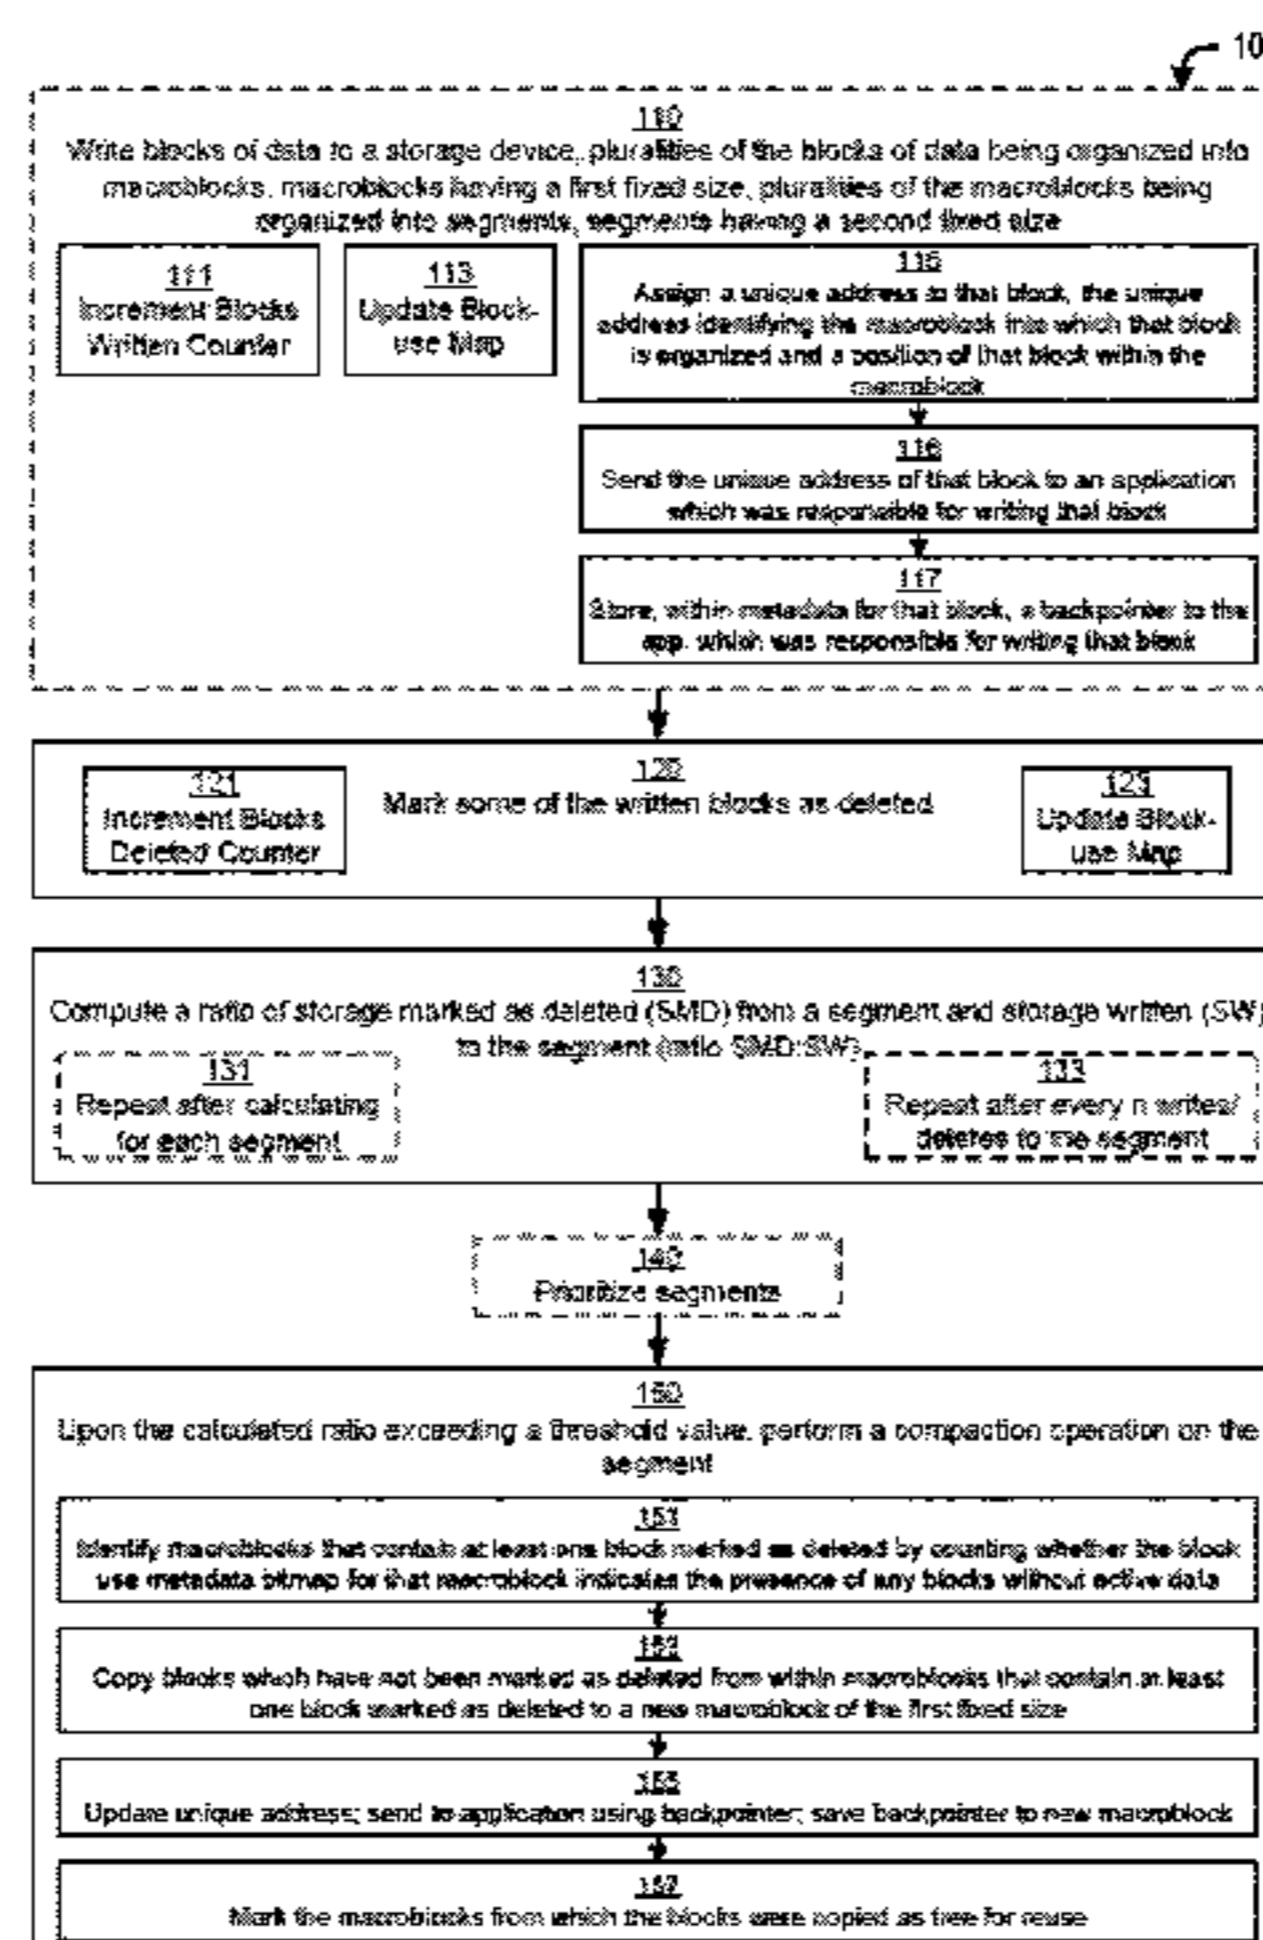 10
110
Write blocks of data to a storage device, pluralities of the blocks of data being organized into
macroblocks, macroblocks having a first fixed size, pluralities of the macroblocks being
organized into segments, segments having a second fixed size
111
Increment Blocks
Written Counter
113
Update Block-
use Map
115
Assign a unique address to that block, the unique
address identifying the macroblock into which that block
is organized and a position of that block within the
macroblock
116
Send the unique address of that block to an application
which was responsible for writing that block
117
Store, within metadata for that block, a backpointer to the
app. which was responsible for writing that block
120
Mark some of the written blocks as deleted
121
Increment Blocks
Deleted Counter
123
Update Block-
use Map
130
Compute a ratio of storage marked as deleted (SMD) from a segment and storage written (SW)
to the segment (ratio SMD:SW)
131
Repeat after calculating
for each segment
133
Repeat after every n writes/
deletes to the segment
140
Prioritize segments
150
Upon the calculated ratio exceeding a threshold value, perform a compaction operation on the
segment
151
Identify macroblocks that contain at least one block marked as deleted by counting whether the block
use metadata bitmap for that macroblock indicates the presence of any blocks without active data
153
Copy blocks which have not been marked as deleted from within macroblocks that contain at least
one block marked as deleted to a new macroblock of the first fixed size
155
Update unique address; send to application using backpointer; save backpointer to new macroblock
157
Mark the macroblocks from which the blocks were copied as free for reuse